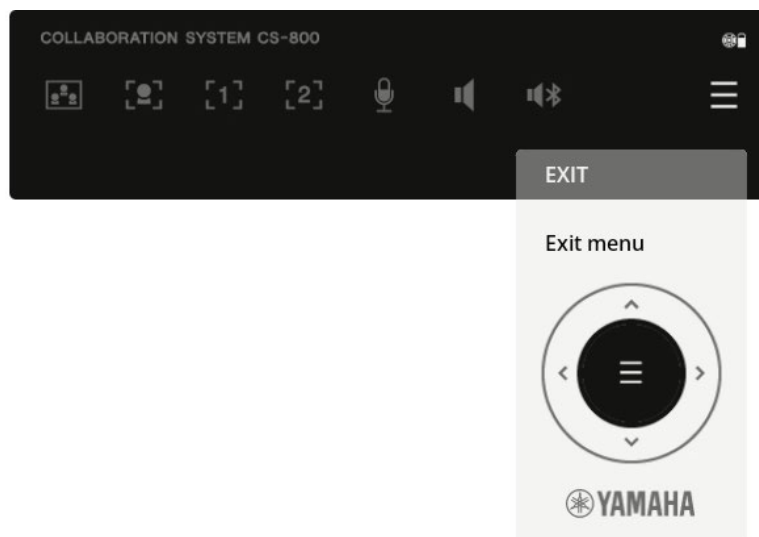 COLLABORATION SYSTEM CS-800
[1] [2]
EXIT
Exit menu
YAMAHA